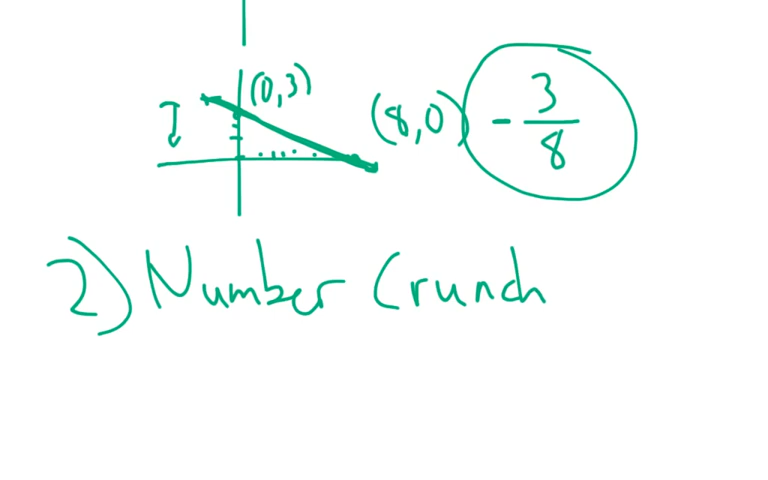 (0,3)
(8,0) - 3/8
2) Number Crunch